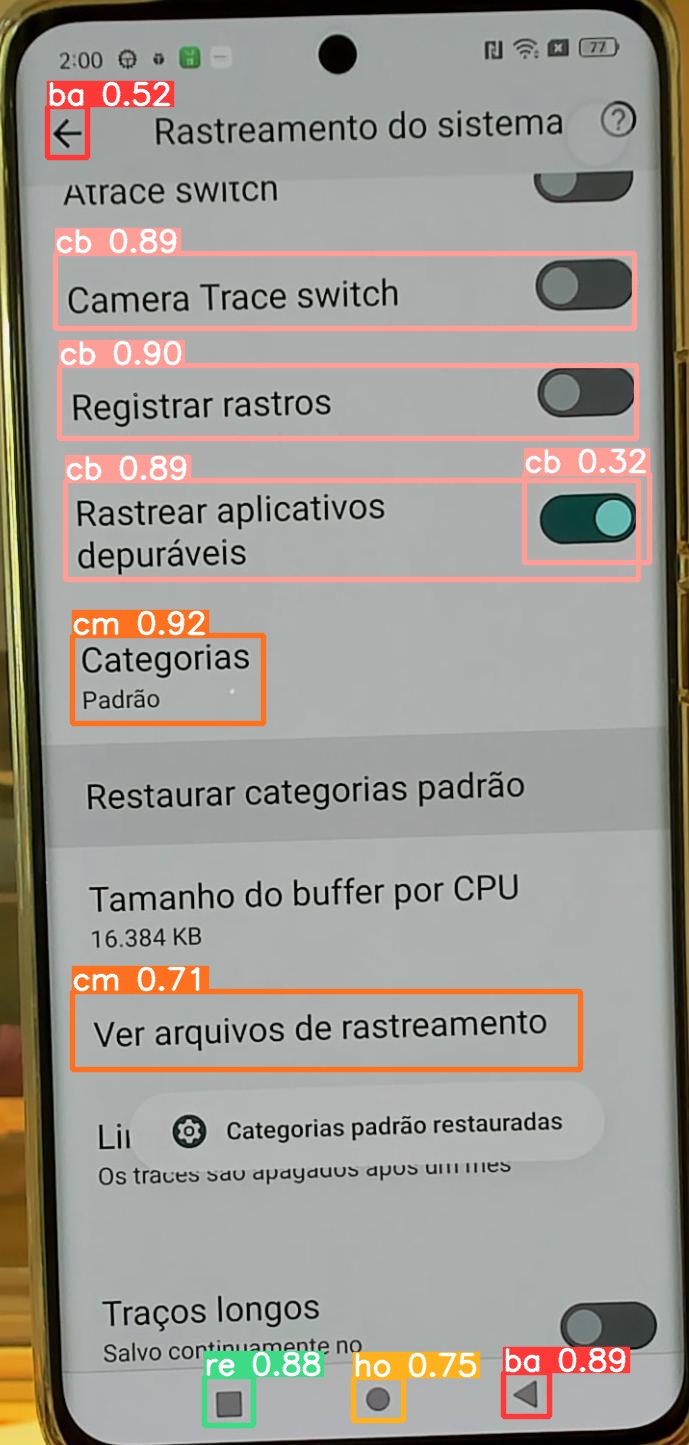 2:00
77
ba 0.52
Rastreamento do sistema
Atrace switch
cb 0.89
Camera Trace switch
cb 0.90
Registrar rastros
cb 0.89
cb 0.32
Rastrear aplicativos
depuráveis
cm 0.92
Categorias
Padrão
Restaurar categorias padrão
Tamanho do buffer por CPU
16.384 KB
cm 0.71
Ver arquivos de rastreamento
Categorias padrão restauradas
Os traces são apagados após um mês
Traços longos
Salvo continuamente no
re 0.88
ho 0.75
ba 0.89